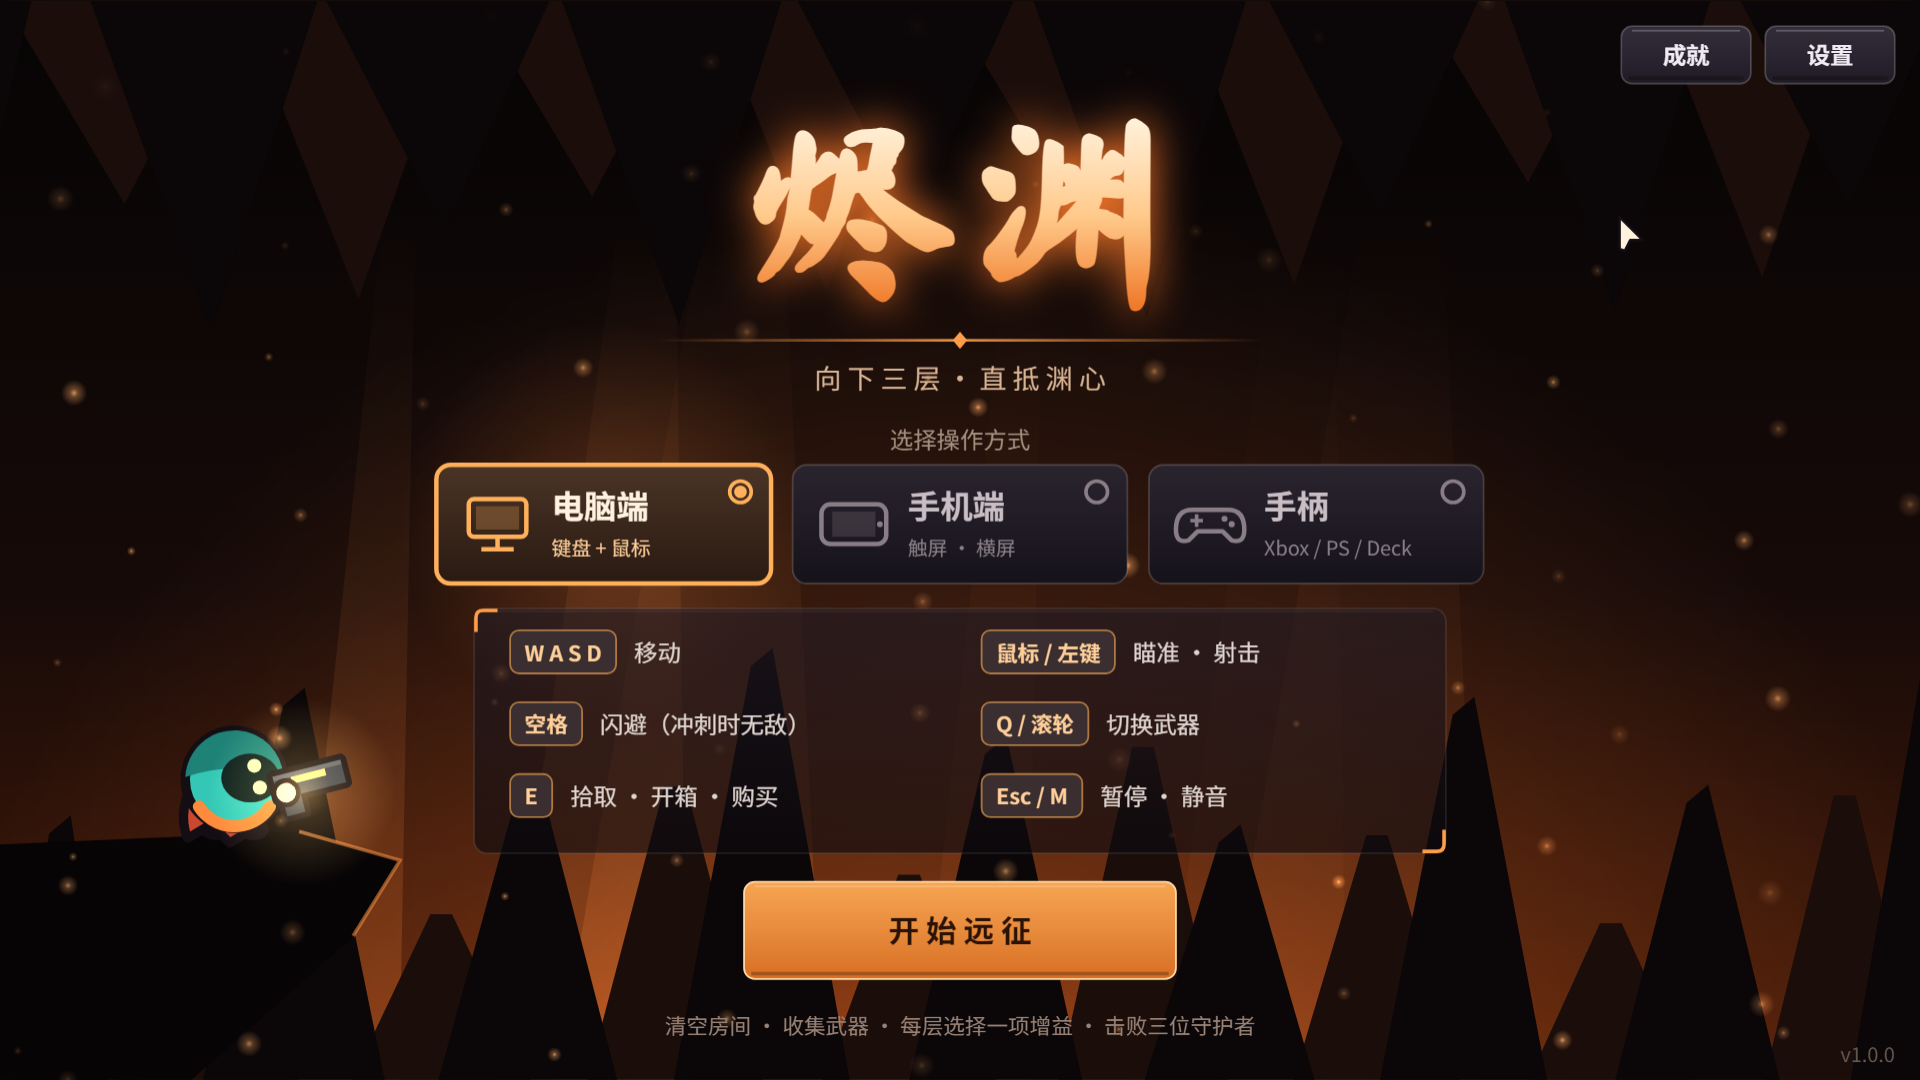 成就
设置
烬渊
向下三层·直抵渊心
选择操作方式
电脑端
键盘 + 鼠标
手机端
触屏 · 横屏
手柄
Xbox / PS / Deck
W A S D 移动
鼠标 / 左键 瞄准 · 射击
空格 闪避（冲刺时无敌）
Q / 滚轮 切换武器
E 拾取 · 开箱 · 购买
Esc / M 暂停 · 静音
开始远征
清空房间 · 收集武器 · 每层选择一项增益 · 击败三位守护者
v1.0.0